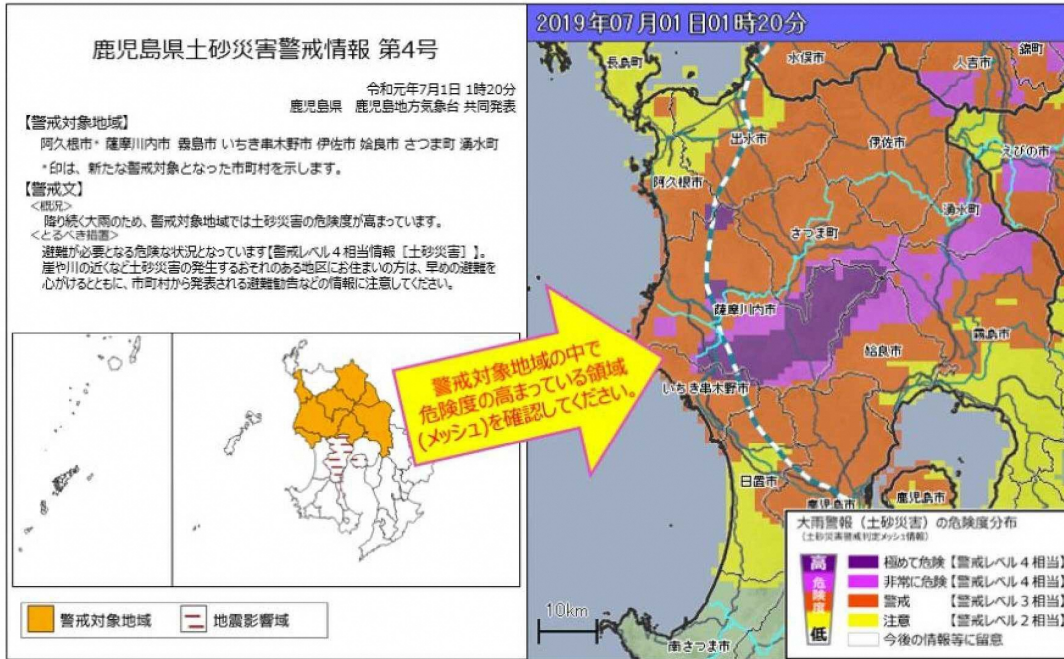 鹿児島県土砂災害警戒情報 第4号
令和元年7月1日 1時20分
鹿児島県 鹿児島地方気象台 共同発表
【警戒対象地域】
阿久根市* 薩摩川内市 霧島市 いちき串木野市 伊佐市 姶良市 さつま町 湧水町
*印は、新たな警戒対象となった市町村を示します。
【警戒文】
<概況>
降り続く大雨のため、警戒対象地域では土砂災害の危険度が高まっています。
<とるべき措置>
避難が必要となる危険な状況となっています【警戒レベル4相当情報[土砂災害]】。
崖や川の近くなど土砂災害の発生するおそれのある地区にお住まいの方は、早めの避難を
心がけるとともに、市町村から発表される避難勧告などの情報に注意してください。
警戒対象地域
地震影響域
警戒対象地域の中で
危険度の高まっている領域
(メッシュ)を確認してください。
2019年07月01日01時20分
長島町
水俣市
人吉市
錦町
出水市
伊佐市
えびの市
阿久根市
湧水町
さつま町
薩摩川内市
霧島市
姶良市
いちき串木野市
日置市
鹿児島市
鹿児島市
南さつま市
10km
大雨警報(土砂災害)の危険度分布
(土砂災害警戒判定メッシュ情報)
高
危険度
低
極めて危険【警戒レベル4相当】
非常に危険【警戒レベル4相当】
警戒 【警戒レベル3相当】
注意 【警戒レベル2相当】
今後の情報等に留意